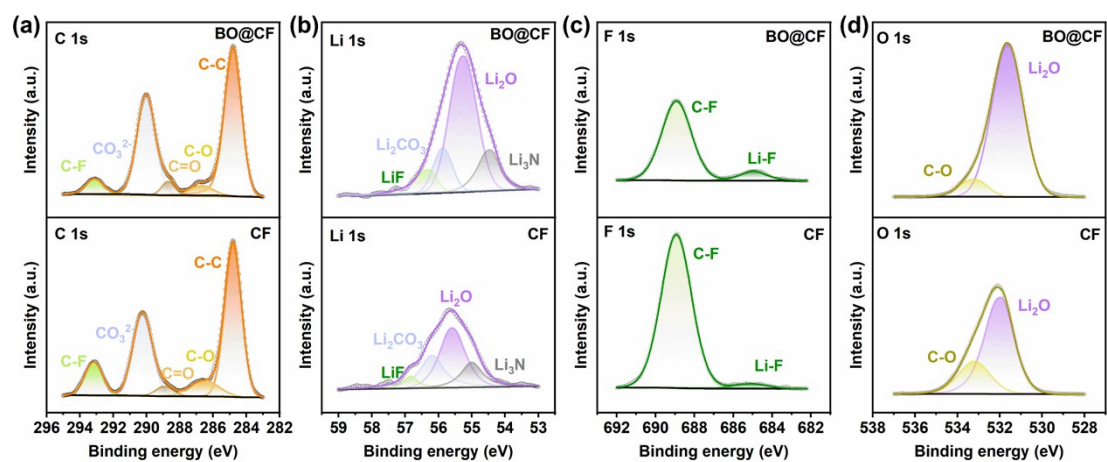 (a)
C 1s
BO@CF
C-C
CO₃²⁻
C-O
C-F
C=O
C 1s
CF
C-C
CO₃²⁻
C-O
C-F
C=O
Intensity (a.u.)
Intensity (a.u.)
296 294 292 290 288 286 284 282
Binding energy (eV)
(b)
Li 1s
BO@CF
Li₂O
Li₂CO₃
Li₃N
LiF
Li 1s
CF
Li₂O
Li₂CO₃
Li₃N
LiF
Intensity (a.u.)
Intensity (a.u.)
59 58 57 56 55 54 53
Binding energy (eV)
(c)
F 1s
BO@CF
C-F
Li-F
F 1s
CF
C-F
Li-F
Intensity (a.u.)
Intensity (a.u.)
692 690 688 686 684 682
Binding energy (eV)
(d)
O 1s
BO@CF
Li₂O
C-O
O 1s
CF
Li₂O
C-O
Intensity (a.u.)
Intensity (a.u.)
538 536 534 532 530 528
Binding energy (eV)